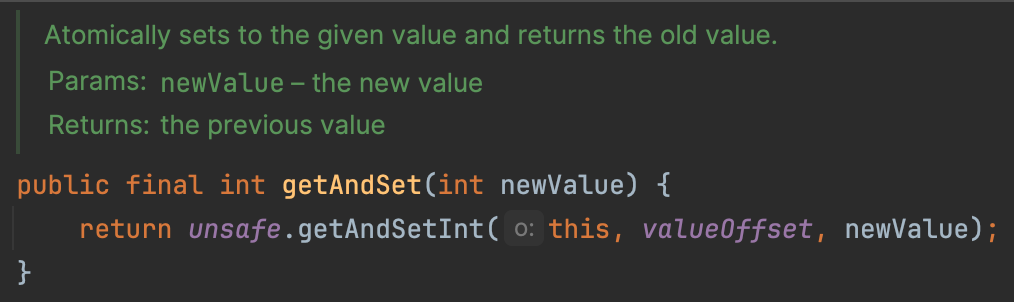 Atomically sets to the given value and returns the old value.
Params: newValue – the new value
Returns: the previous value
public final int getAndSet(int newValue) {
    return unsafe.getAndSetInt( o: this, valueOffset, newValue);
}